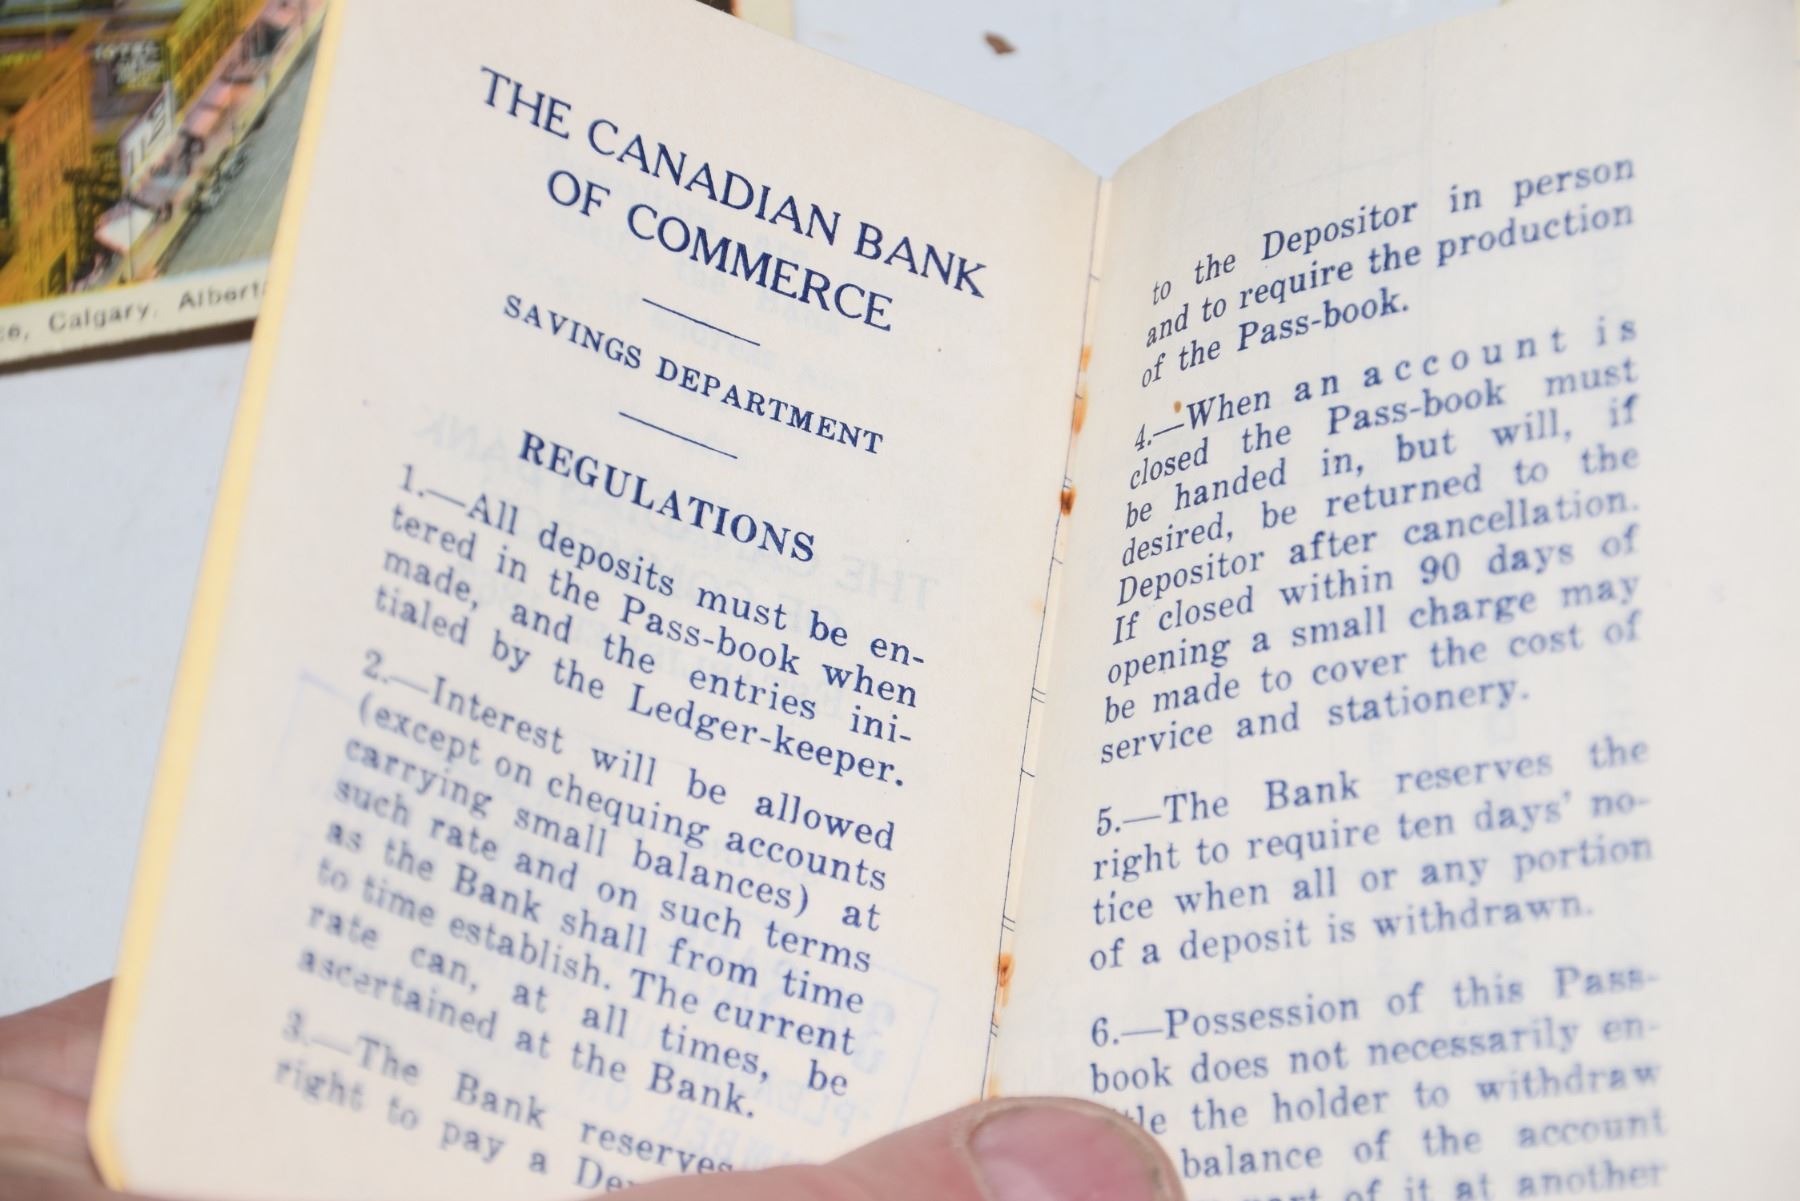 THE CANADIAN BANK
OF COMMERCE
SAVINGS DEPARTMENT
REGULATIONS
1.—All deposits must be en-
tered in the Pass-book when
made, and the entries ini-
tialed by the Ledger-keeper.
2.—Interest will be allowed
(except on chequing accounts
carrying small balances) at
such rate and on such terms
as the Bank shall from time
to time establish. The current
rate can, at all times, be
ascertained at the Bank.
3.—The Bank reserves
right to pay a De
to the Depositor in person
and to require the production
of the Pass-book.
4.—When an account is
closed the Pass-book must
be handed in, but will, if
desired, be returned to the
Depositor after cancellation.
If closed within 90 days of
opening a small charge may
be made to cover the cost of
service and stationery.
5.—The Bank reserves the
right to require ten days' no-
tice when all or any portion
of a deposit is withdrawn.
6.—Possession of this Pass-
book does not necessarily en-
tle the holder to withdraw
balance of the account
part of it at another
ce, Calgary, Alberta